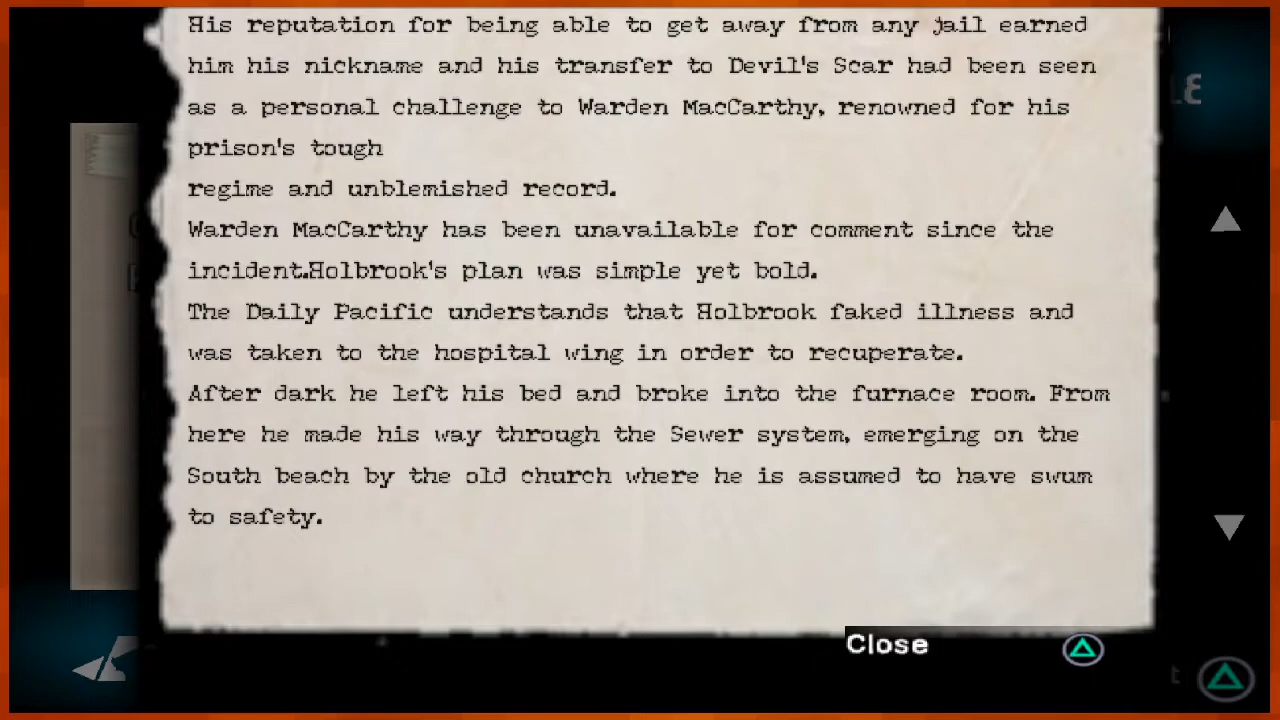 His reputation for being able to get away from any jail earned
him his nickname and his transfer to Devil's Scar had been seen
as a personal challenge to Warden MacCarthy, renowned for his
prison's tough
regime and unblemished record.
Warden MacCarthy has been unavailable for comment since the
incident.Holbrook's plan was simple yet bold.
The Daily Pacific understands that Holbrook faked illness and
was taken to the hospital wing in order to recuperate.
After dark he left his bed and broke into the furnace room. From
here he made his way through the Sewer system, emerging on the
South beach by the old church where he is assumed to have swum
to safety.
Close